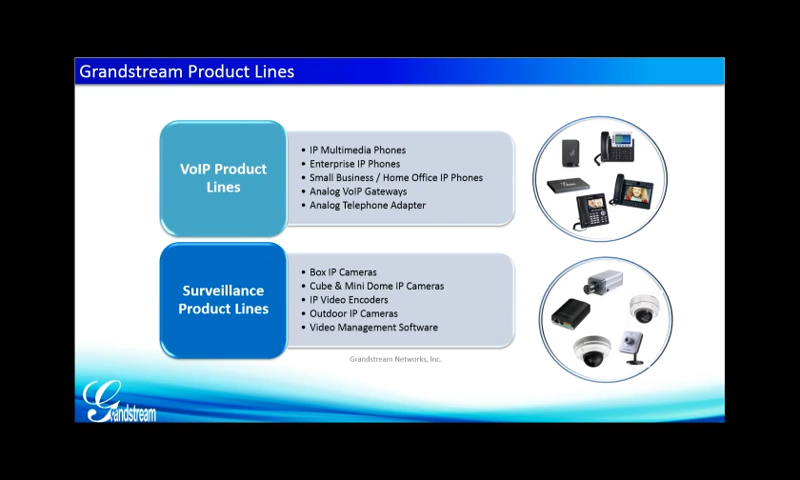 Grandstream Product Lines
VoIP Product
Lines
• IP Multimedia Phones
• Enterprise IP Phones
• Small Business / Home Office IP Phones
• Analog VoIP Gateways
• Analog Telephone Adapter
Surveillance
Product Lines
• Box IP Cameras
• Cube & Mini Dome IP Cameras
• IP Video Encoders
• Outdoor IP Cameras
• Video Management Software
Grandstream Networks, Inc.
Grandstream